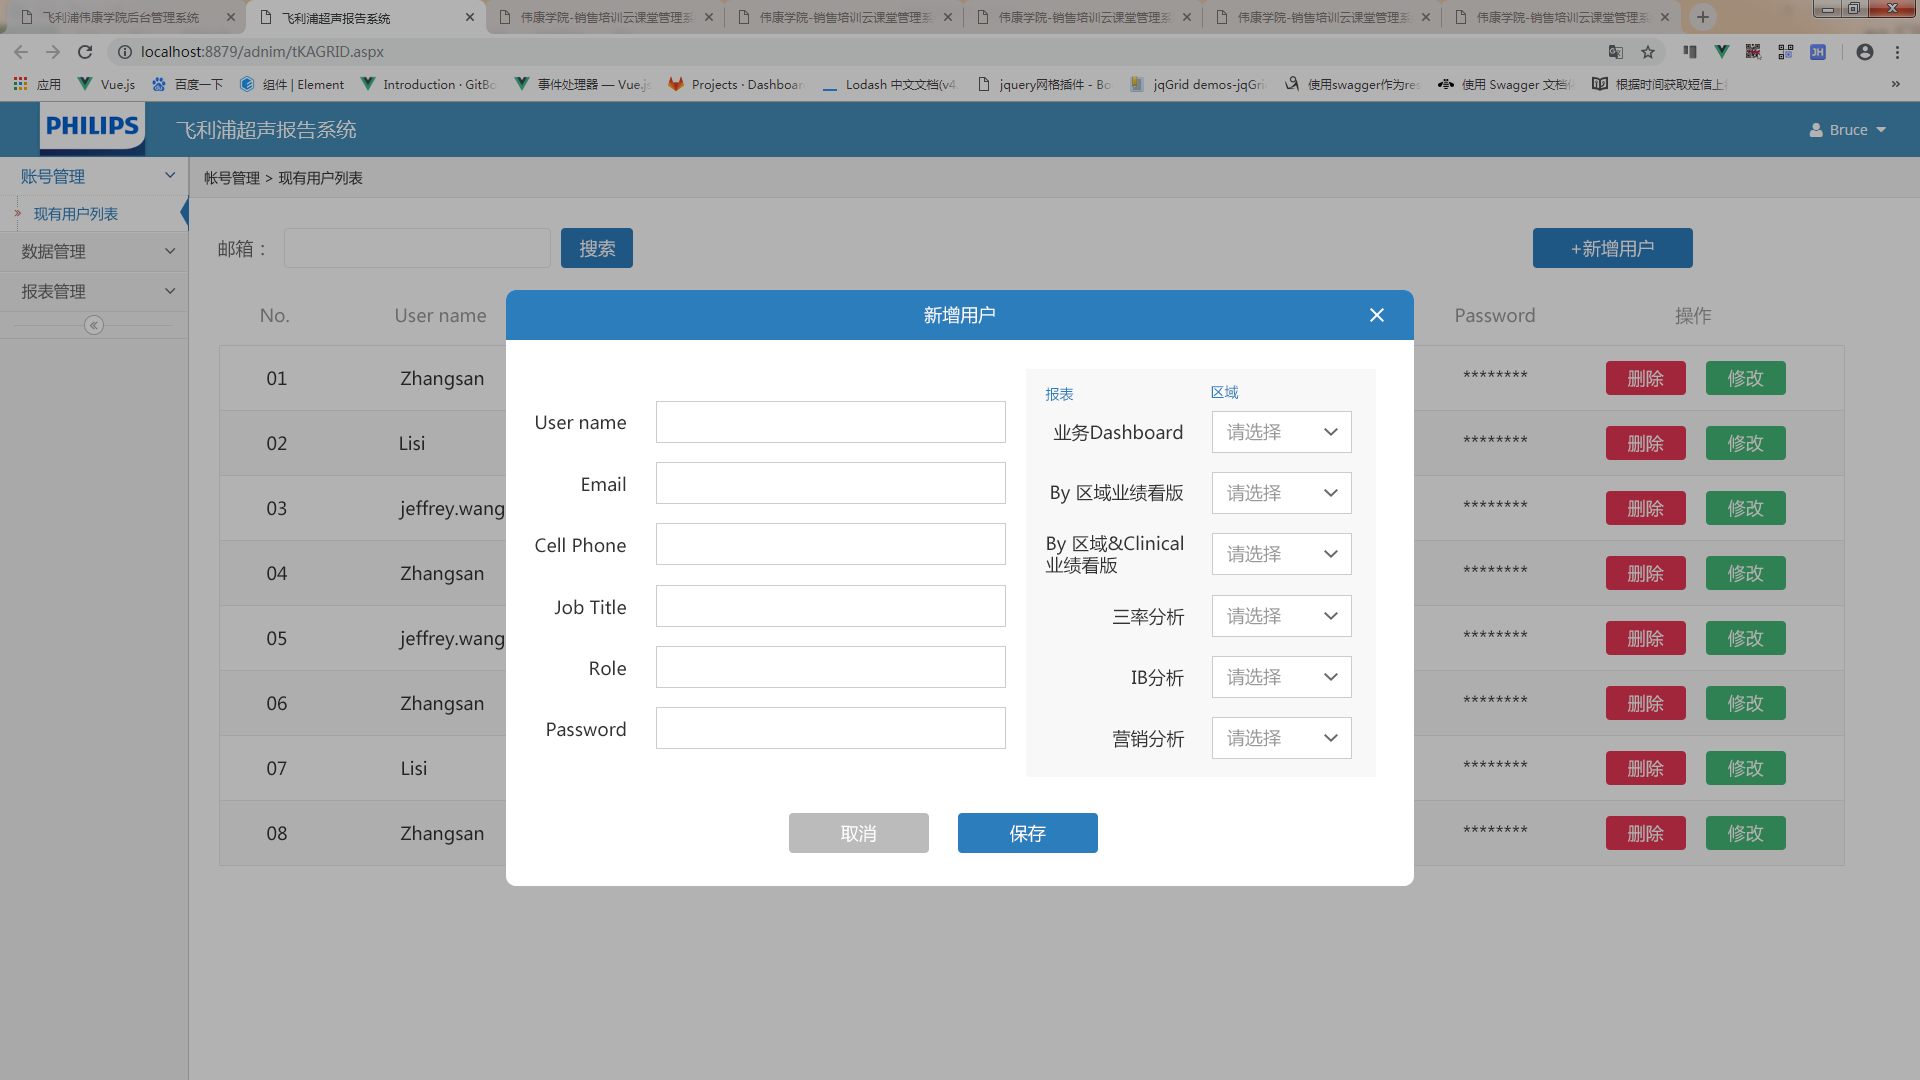 飞利浦伟康学院后台管理系统
飞利浦超声报告系统
伟康学院-销售培训云课堂管理系
伟康学院-销售培训云课堂管理系
伟康学院-销售培训云课堂管理系
伟康学院-销售培训云课堂管理系
伟康学院-销售培训云课堂管理系
localhost:8879/adnim/tKAGRID.aspx
JH
应用
Vue.js
百度一下
组件 | Element
Introduction · GitBo
事件处理器 — Vue.js
Projects · Dashboar
Lodash 中文文档(v4.
jquery网格插件 - Bo
jqGrid demos-jqGri
使用swagger作为res
使用 Swagger 文档化
根据时间获取短信上
PHILIPS
飞利浦超声报告系统
Bruce
账号管理
现有用户列表
数据管理
报表管理
帐号管理 > 现有用户列表
邮箱：
搜索
+新增用户
No. User name Password 操作
01 Zhangsan ******** 删除 修改
02 Lisi ******** 删除 修改
03 jeffrey.wang ******** 删除 修改
04 Zhangsan ******** 删除 修改
05 jeffrey.wang ******** 删除 修改
06 Zhangsan ******** 删除 修改
07 Lisi ******** 删除 修改
08 Zhangsan ******** 删除 修改
新增用户
User name
Email
Cell Phone
Job Title
Role
Password
报表 区域
业务Dashboard 请选择
By 区域业绩看版 请选择
By 区域&Clinical
业绩看版 请选择
三率分析 请选择
IB分析 请选择
营销分析 请选择
取消 保存